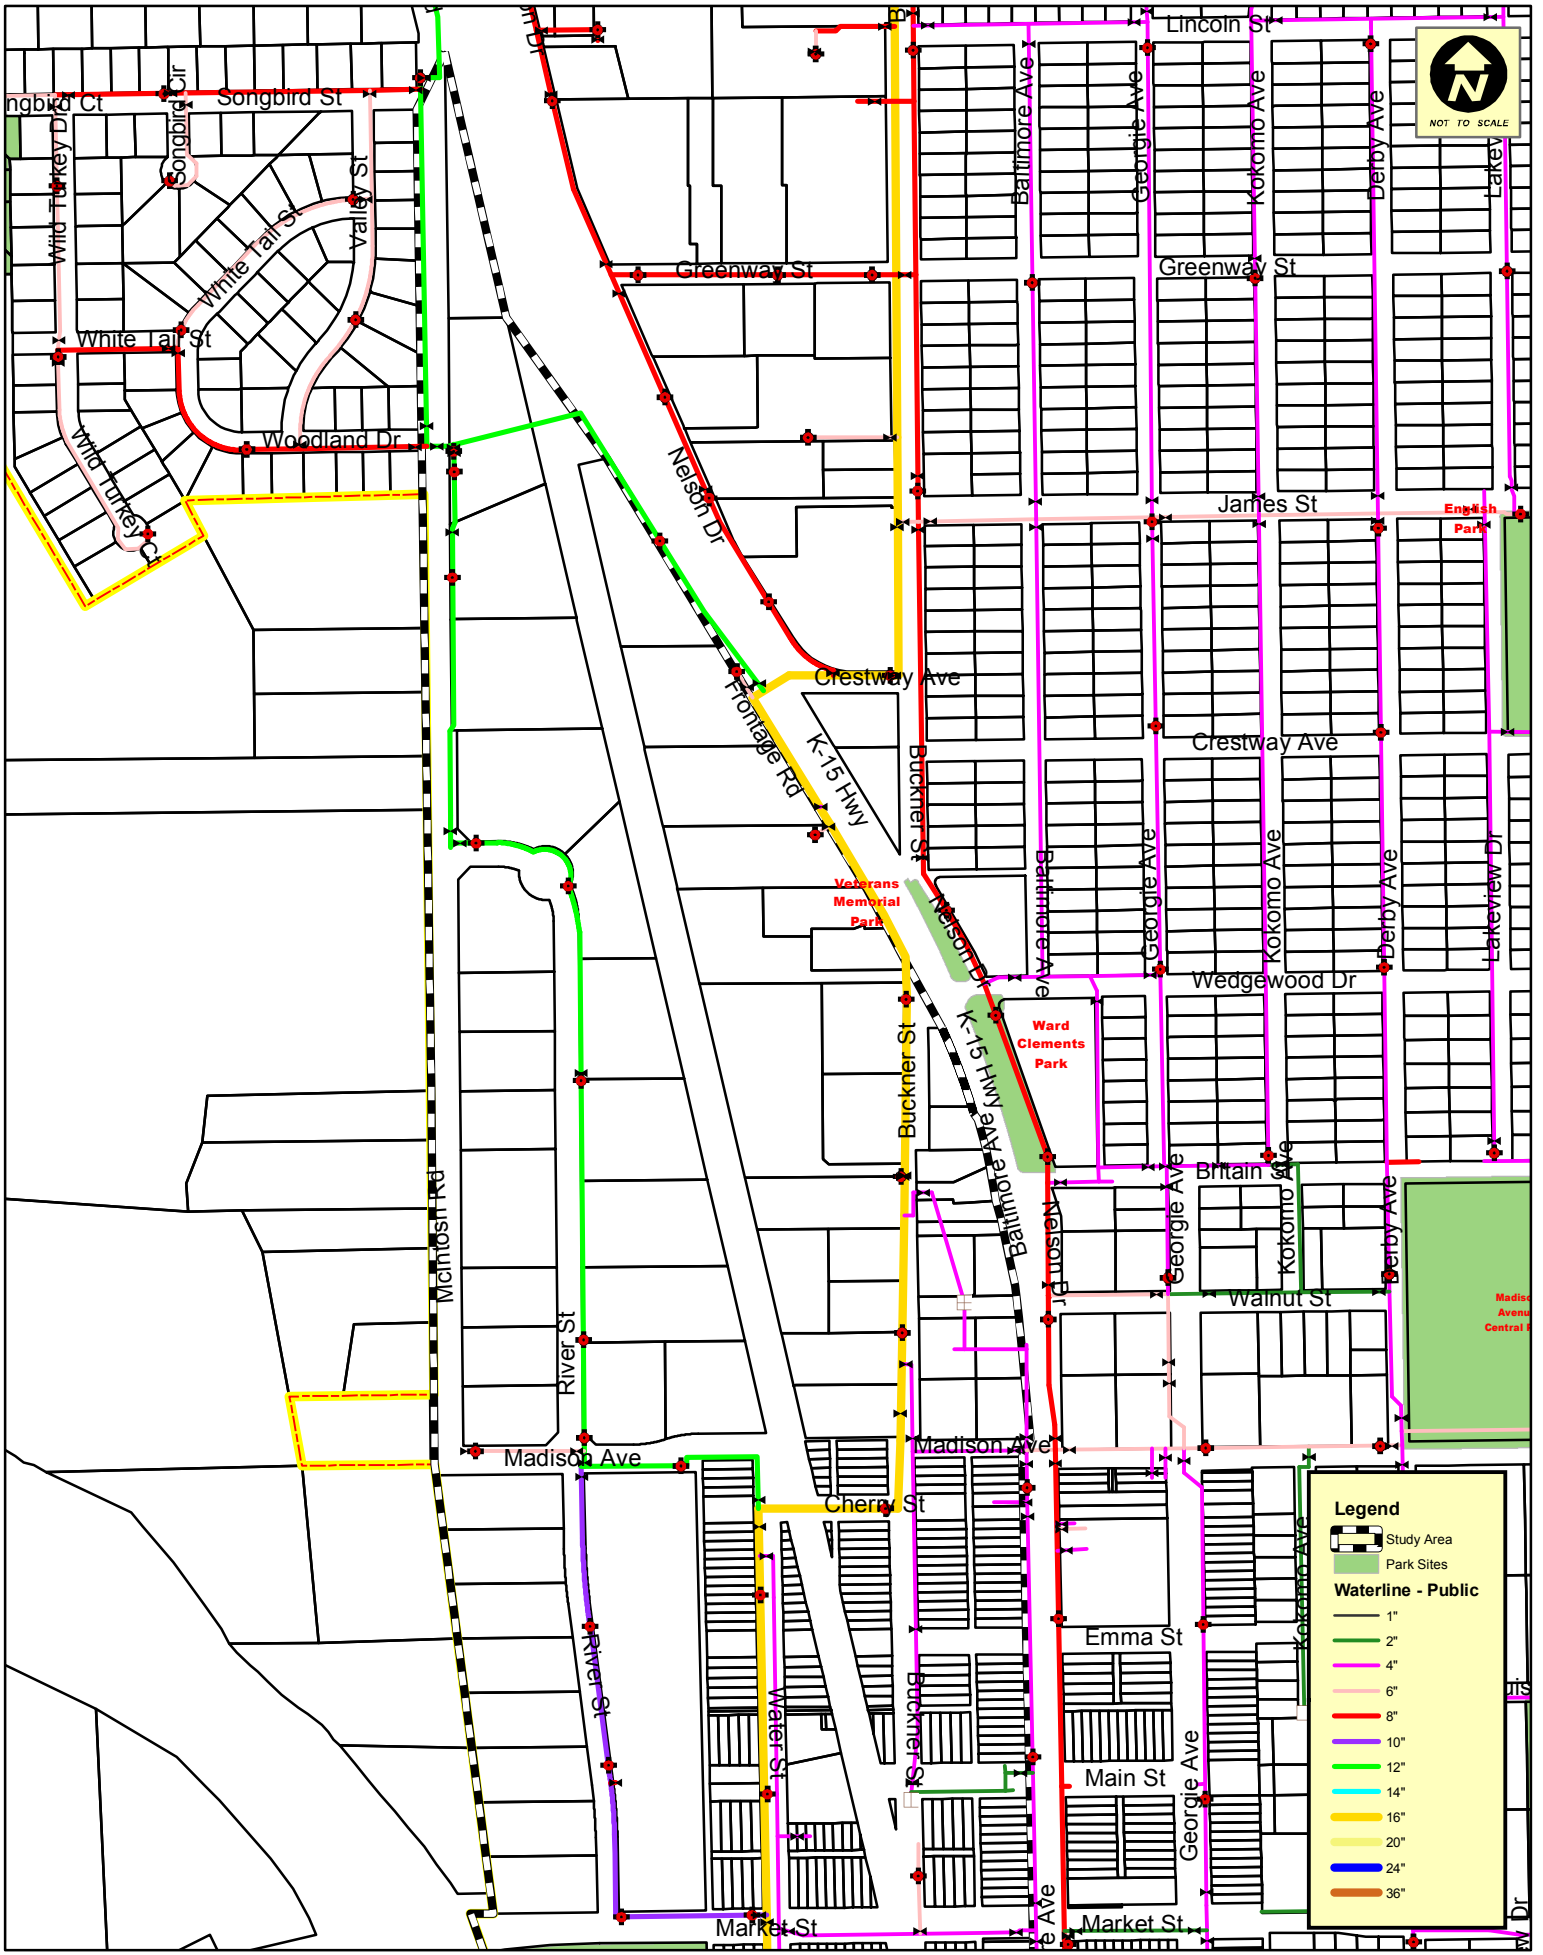 Lincoln St
NOT TO SCALE
N
Songbird St
Songbird Cir
Wild Turkey Dr
Valley St
White Tail St
White Tail St
Woodland Dr
Wild Turkey Ct
Greenway St
Greenway St
Baltimore Ave
Georgie Ave
Kokomo Ave
Derby Ave
Nelson Dr
James St
English
Park
Crestway Ave
Crestway Ave
Frontage Rd
K-15 Hwy
Buckner St
Baltimore Ave
Georgie Ave
Kokomo Ave
Derby Ave
Lakeview Dr
Veterans
Memorial
Park
Nelson Dr
Wedgewood Dr
Ward
Clements
Park
K-15 Hwy
Buckner St
Baltimore Ave
McIntosh Rd
Britain St
Georgie Ave
Kokomo Ave
Derby Ave
Nelson Dr
Walnut St
River St
Madison Ave
Madison Ave
Cherry St
Kokomo Ave
Emma St
River St
Water St
Buckner St
Main St
Georgie Ave
Market St
Market St
Legend
Study Area
Park Sites
Waterline - Public
1"
2"
4"
6"
8"
10"
12"
14"
16"
20"
24"
36"